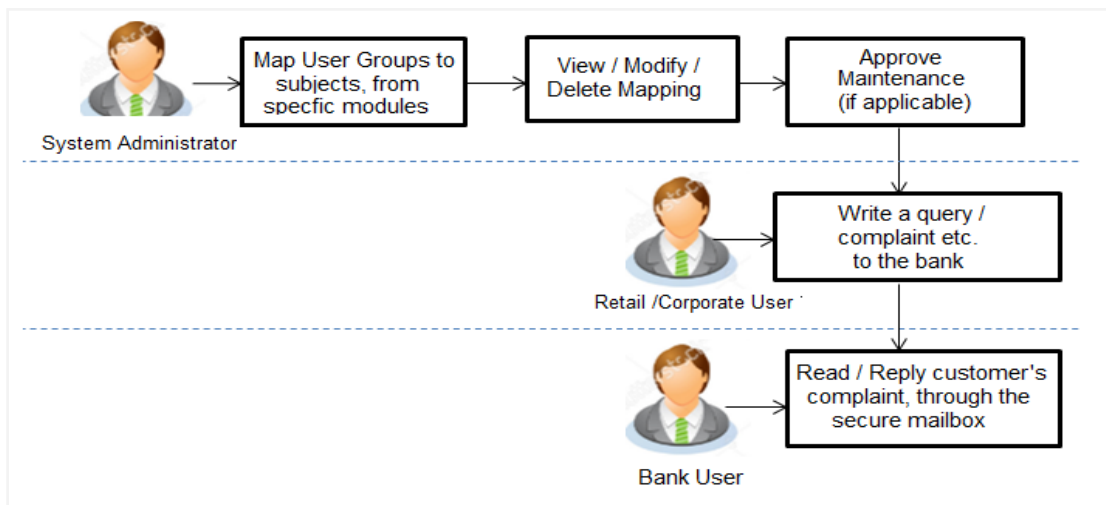 Map User Groups to
subjects, from
specfic modules
View / Modify /
Delete Mapping
Approve
Maintenance
(if applicable)
System Administrator
Write a query /
complaint etc.
to the bank
Retail /Corporate User
Read / Reply customer's
complaint, through the
secure mailbox
Bank User